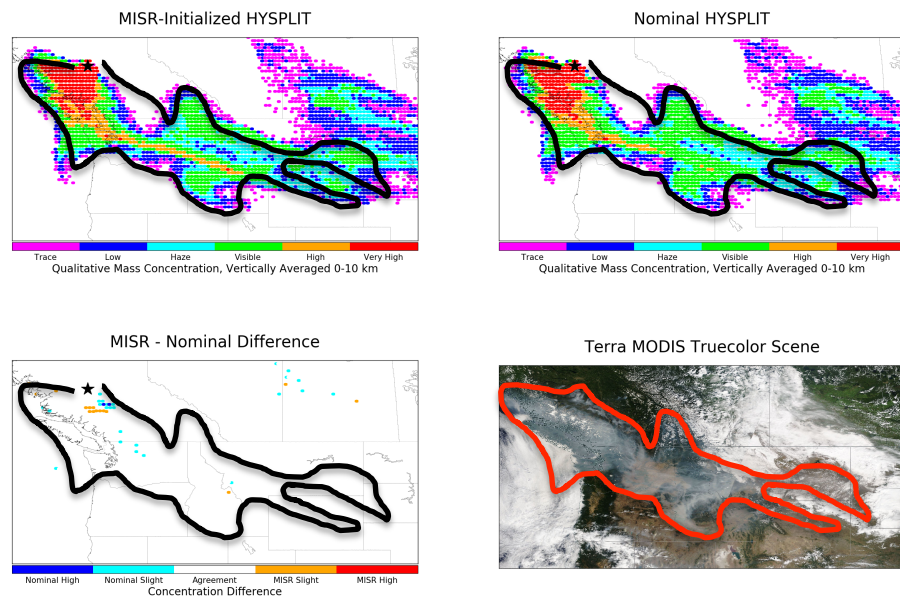 MISR-Initialized HYSPLIT
Nominal HYSPLIT
Trace Low Haze Visible High Very High
Qualitative Mass Concentration, Vertically Averaged 0-10 km
Trace Low Haze Visible High Very High
Qualitative Mass Concentration, Vertically Averaged 0-10 km
MISR - Nominal Difference
Terra MODIS Truecolor Scene
Nominal High Nominal Slight Agreement MISR Slight MISR High
Concentration Difference